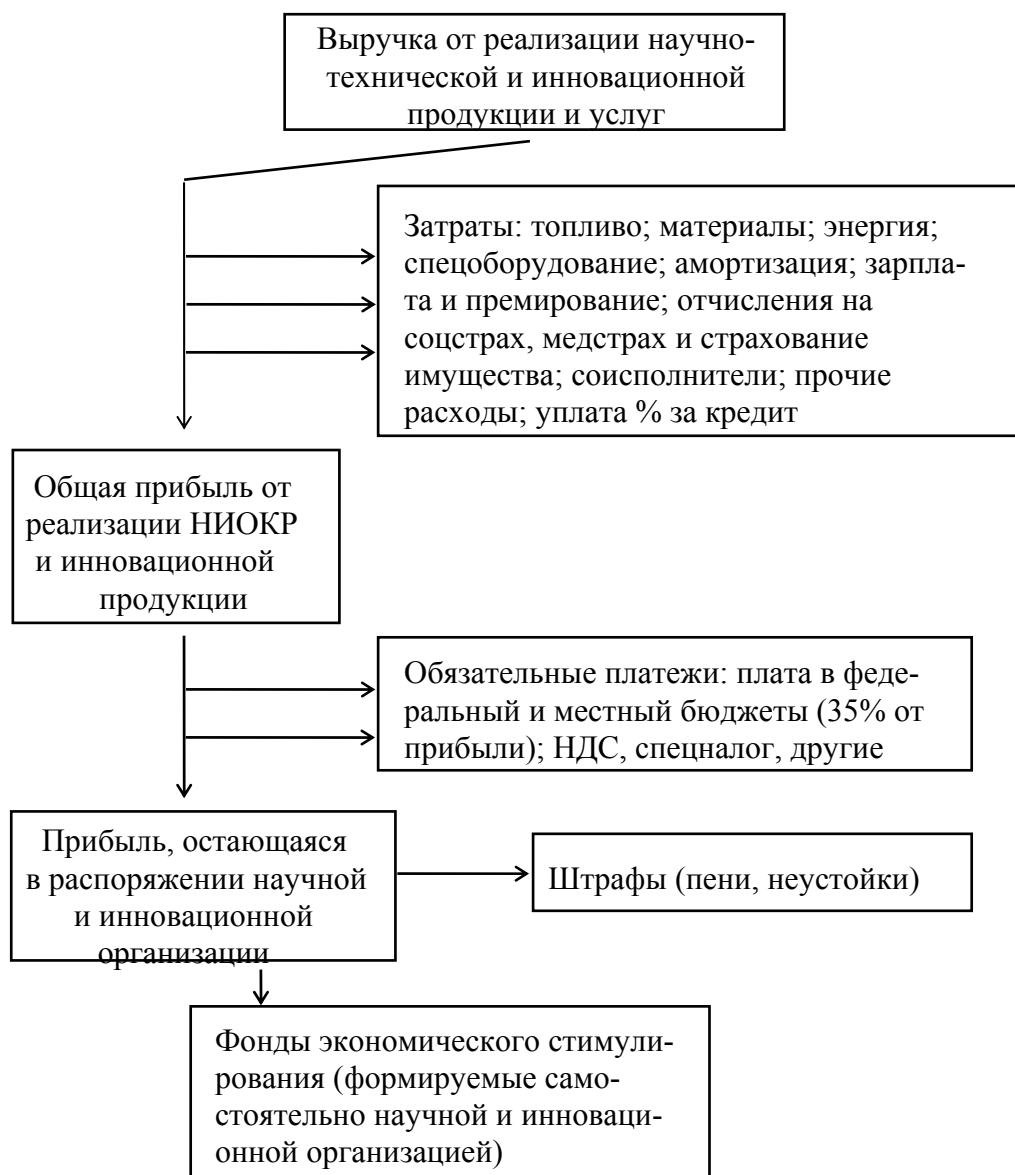 Выручка от реализации научно-
технической и инновационной
продукции и услуг
Затраты: топливо; материалы; энергия;
спецоборудование; амортизация; зарпла-
та и премирование; отчисления на
соцстрах, медстрах и страхование
имущества; соисполнители; прочие
расходы; уплата % за кредит
Общая прибыль от
реализации НИОКР
и инновационной
продукции
Обязательные платежи: плата в феде-
ральный и местный бюджеты (35% от
прибыли); НДС, спецналог, другие
Прибыль, остающаяся
в распоряжении научной
и инновационной
организации
Штрафы (пени, неустойки)
Фонды экономического стимули-
рования (формируемые само-
стоятельно научной и инноваци-
онной организацией)